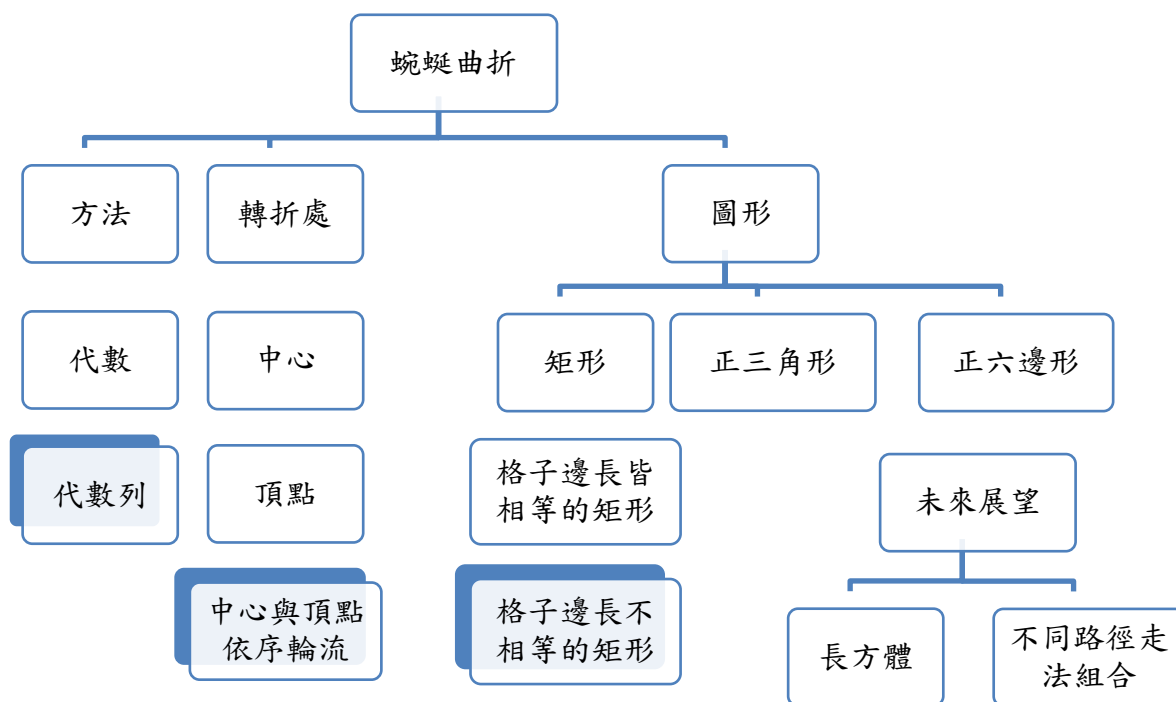 蜿蜒曲折
方法
轉折處
圖形
代數
中心
矩形
正三角形
正六邊形
代數列
頂點
格子邊長皆
相等的矩形
未來展望
中心與頂點
依序輪流
格子邊長不
相等的矩形
長方體
不同路徑走
法組合